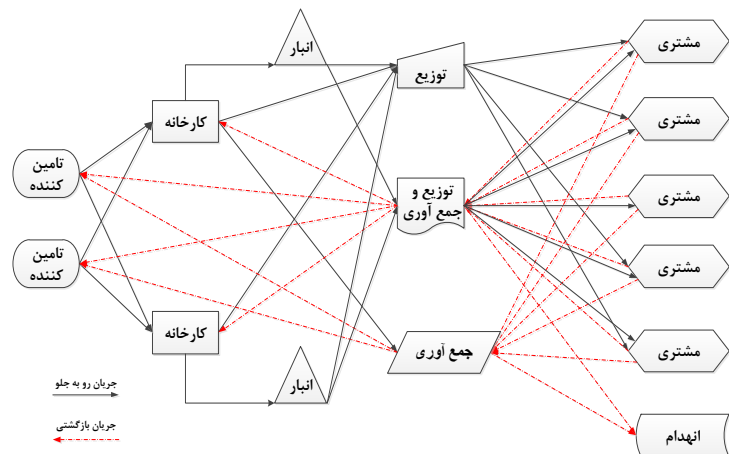 انبار
مشتری
توزیع
کارخانه
مشتری
تامین
کننده
توزیع و
جمع آوری
مشتری
تامین
کننده
مشتری
کارخانه
جمع آوری
مشتری
انبار
جریان رو به جلو
جریان بازگشتی
انهدام